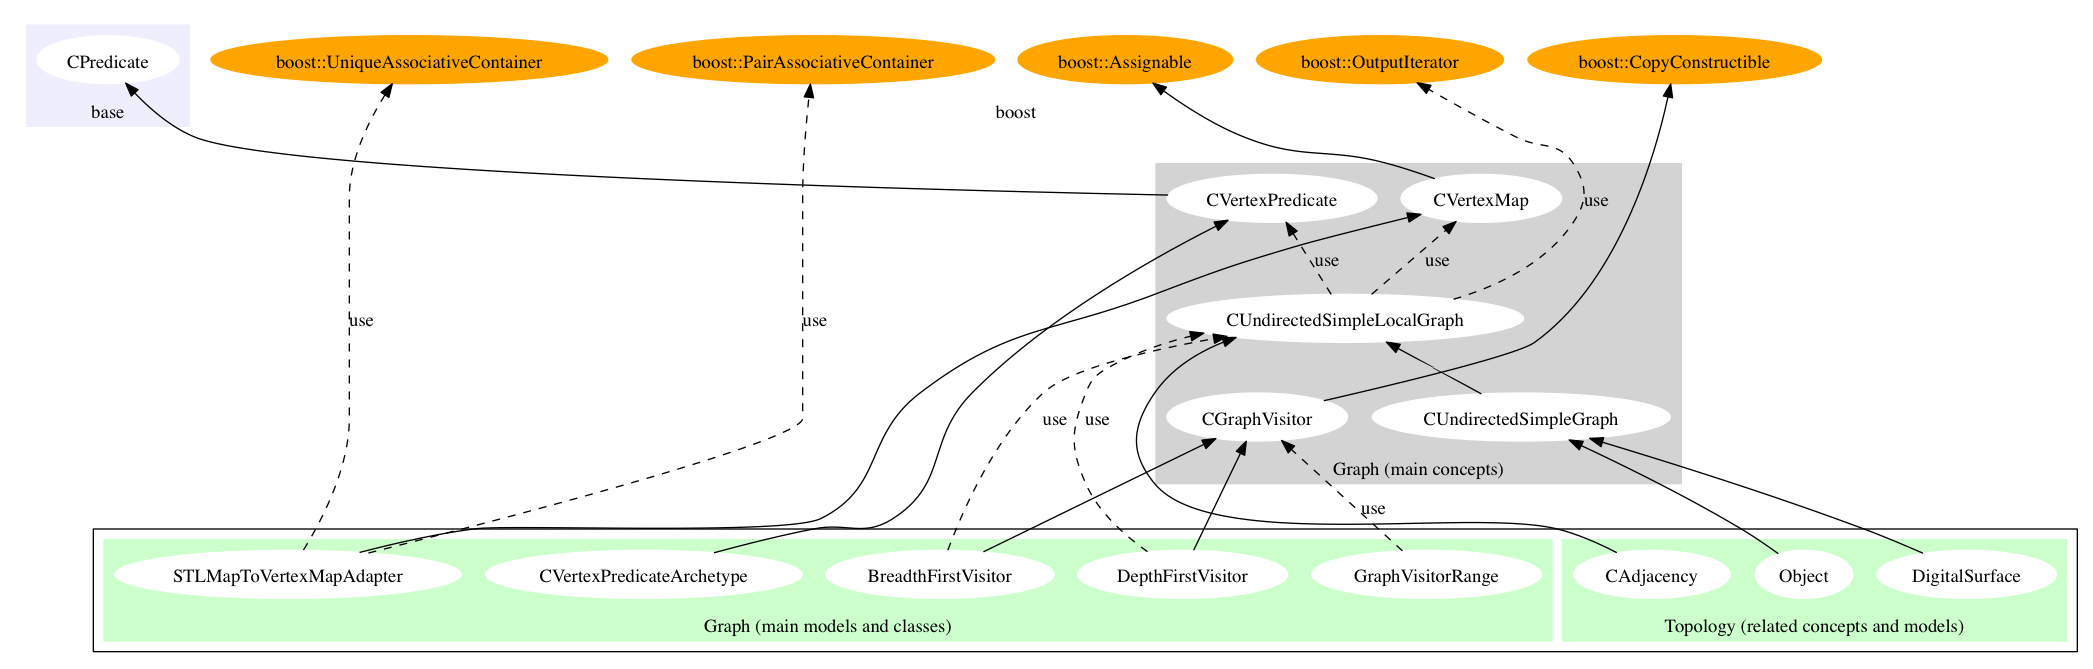 CPredicate
boost::UniqueAssociativeContainer
boost::PairAssociativeContainer
boost::Assignable
boost::OutputIterator
boost::CopyConstructible
base
boost
CVertexPredicate
CVertexMap
use
use
use
CUndirectedSimpleLocalGraph
use
use
use
use
CGraphVisitor
CUndirectedSimpleGraph
Graph (main concepts)
use
STLMapToVertexMapAdapter
CVertexPredicateArchetype
BreadthFirstVisitor
DepthFirstVisitor
GraphVisitorRange
CAdjacency
Object
DigitalSurface
Graph (main models and classes)
Topology (related concepts and models)